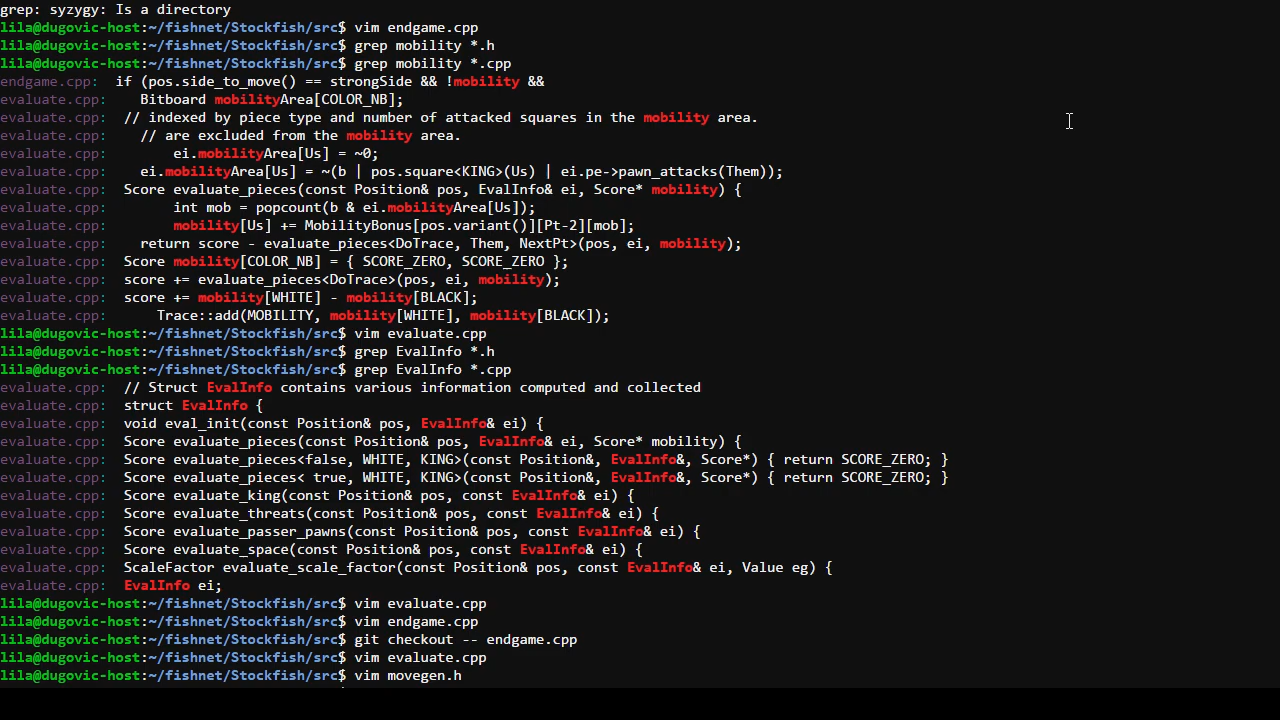 grep: syzygy: Is a directory
lila@dugovic-host:~/fishnet/Stockfish/src$ vim endgame.cpp
lila@dugovic-host:~/fishnet/Stockfish/src$ grep mobility *.h
lila@dugovic-host:~/fishnet/Stockfish/src$ grep mobility *.cpp
endgame.cpp:  if (pos.side_to_move() == strongSide && !mobility &&
evaluate.cpp:    Bitboard mobilityArea[COLOR_NB];
evaluate.cpp:  // indexed by piece type and number of attacked squares in the mobility area.
evaluate.cpp:    // are excluded from the mobility area.
evaluate.cpp:        ei.mobilityArea[Us] = ~0;
evaluate.cpp:    ei.mobilityArea[Us] = ~(b | pos.square<KING>(Us) | ei.pe->pawn_attacks(Them));
evaluate.cpp:  Score evaluate_pieces(const Position& pos, EvalInfo& ei, Score* mobility) {
evaluate.cpp:        int mob = popcount(b & ei.mobilityArea[Us]);
evaluate.cpp:        mobility[Us] += MobilityBonus[pos.variant()][Pt-2][mob];
evaluate.cpp:    return score - evaluate_pieces<DoTrace, Them, NextPt>(pos, ei, mobility);
evaluate.cpp:  Score mobility[COLOR_NB] = { SCORE_ZERO, SCORE_ZERO };
evaluate.cpp:  score += evaluate_pieces<DoTrace>(pos, ei, mobility);
evaluate.cpp:  score += mobility[WHITE] - mobility[BLACK];
evaluate.cpp:      Trace::add(MOBILITY, mobility[WHITE], mobility[BLACK]);
lila@dugovic-host:~/fishnet/Stockfish/src$ vim evaluate.cpp
lila@dugovic-host:~/fishnet/Stockfish/src$ grep EvalInfo *.h
lila@dugovic-host:~/fishnet/Stockfish/src$ grep EvalInfo *.cpp
evaluate.cpp:  // Struct EvalInfo contains various information computed and collected
evaluate.cpp:  struct EvalInfo {
evaluate.cpp:  void eval_init(const Position& pos, EvalInfo& ei) {
evaluate.cpp:  Score evaluate_pieces(const Position& pos, EvalInfo& ei, Score* mobility) {
evaluate.cpp:  Score evaluate_pieces<false, WHITE, KING>(const Position&, EvalInfo&, Score*) { return SCORE_ZERO; }
evaluate.cpp:  Score evaluate_pieces< true, WHITE, KING>(const Position&, EvalInfo&, Score*) { return SCORE_ZERO; }
evaluate.cpp:  Score evaluate_king(const Position& pos, const EvalInfo& ei) {
evaluate.cpp:  Score evaluate_threats(const Position& pos, const EvalInfo& ei) {
evaluate.cpp:  Score evaluate_passer_pawns(const Position& pos, const EvalInfo& ei) {
evaluate.cpp:  Score evaluate_space(const Position& pos, const EvalInfo& ei) {
evaluate.cpp:  ScaleFactor evaluate_scale_factor(const Position& pos, const EvalInfo& ei, Value eg) {
evaluate.cpp:  EvalInfo ei;
lila@dugovic-host:~/fishnet/Stockfish/src$ vim evaluate.cpp
lila@dugovic-host:~/fishnet/Stockfish/src$ vim endgame.cpp
lila@dugovic-host:~/fishnet/Stockfish/src$ git checkout -- endgame.cpp
lila@dugovic-host:~/fishnet/Stockfish/src$ vim evaluate.cpp
lila@dugovic-host:~/fishnet/Stockfish/src$ vim movegen.h